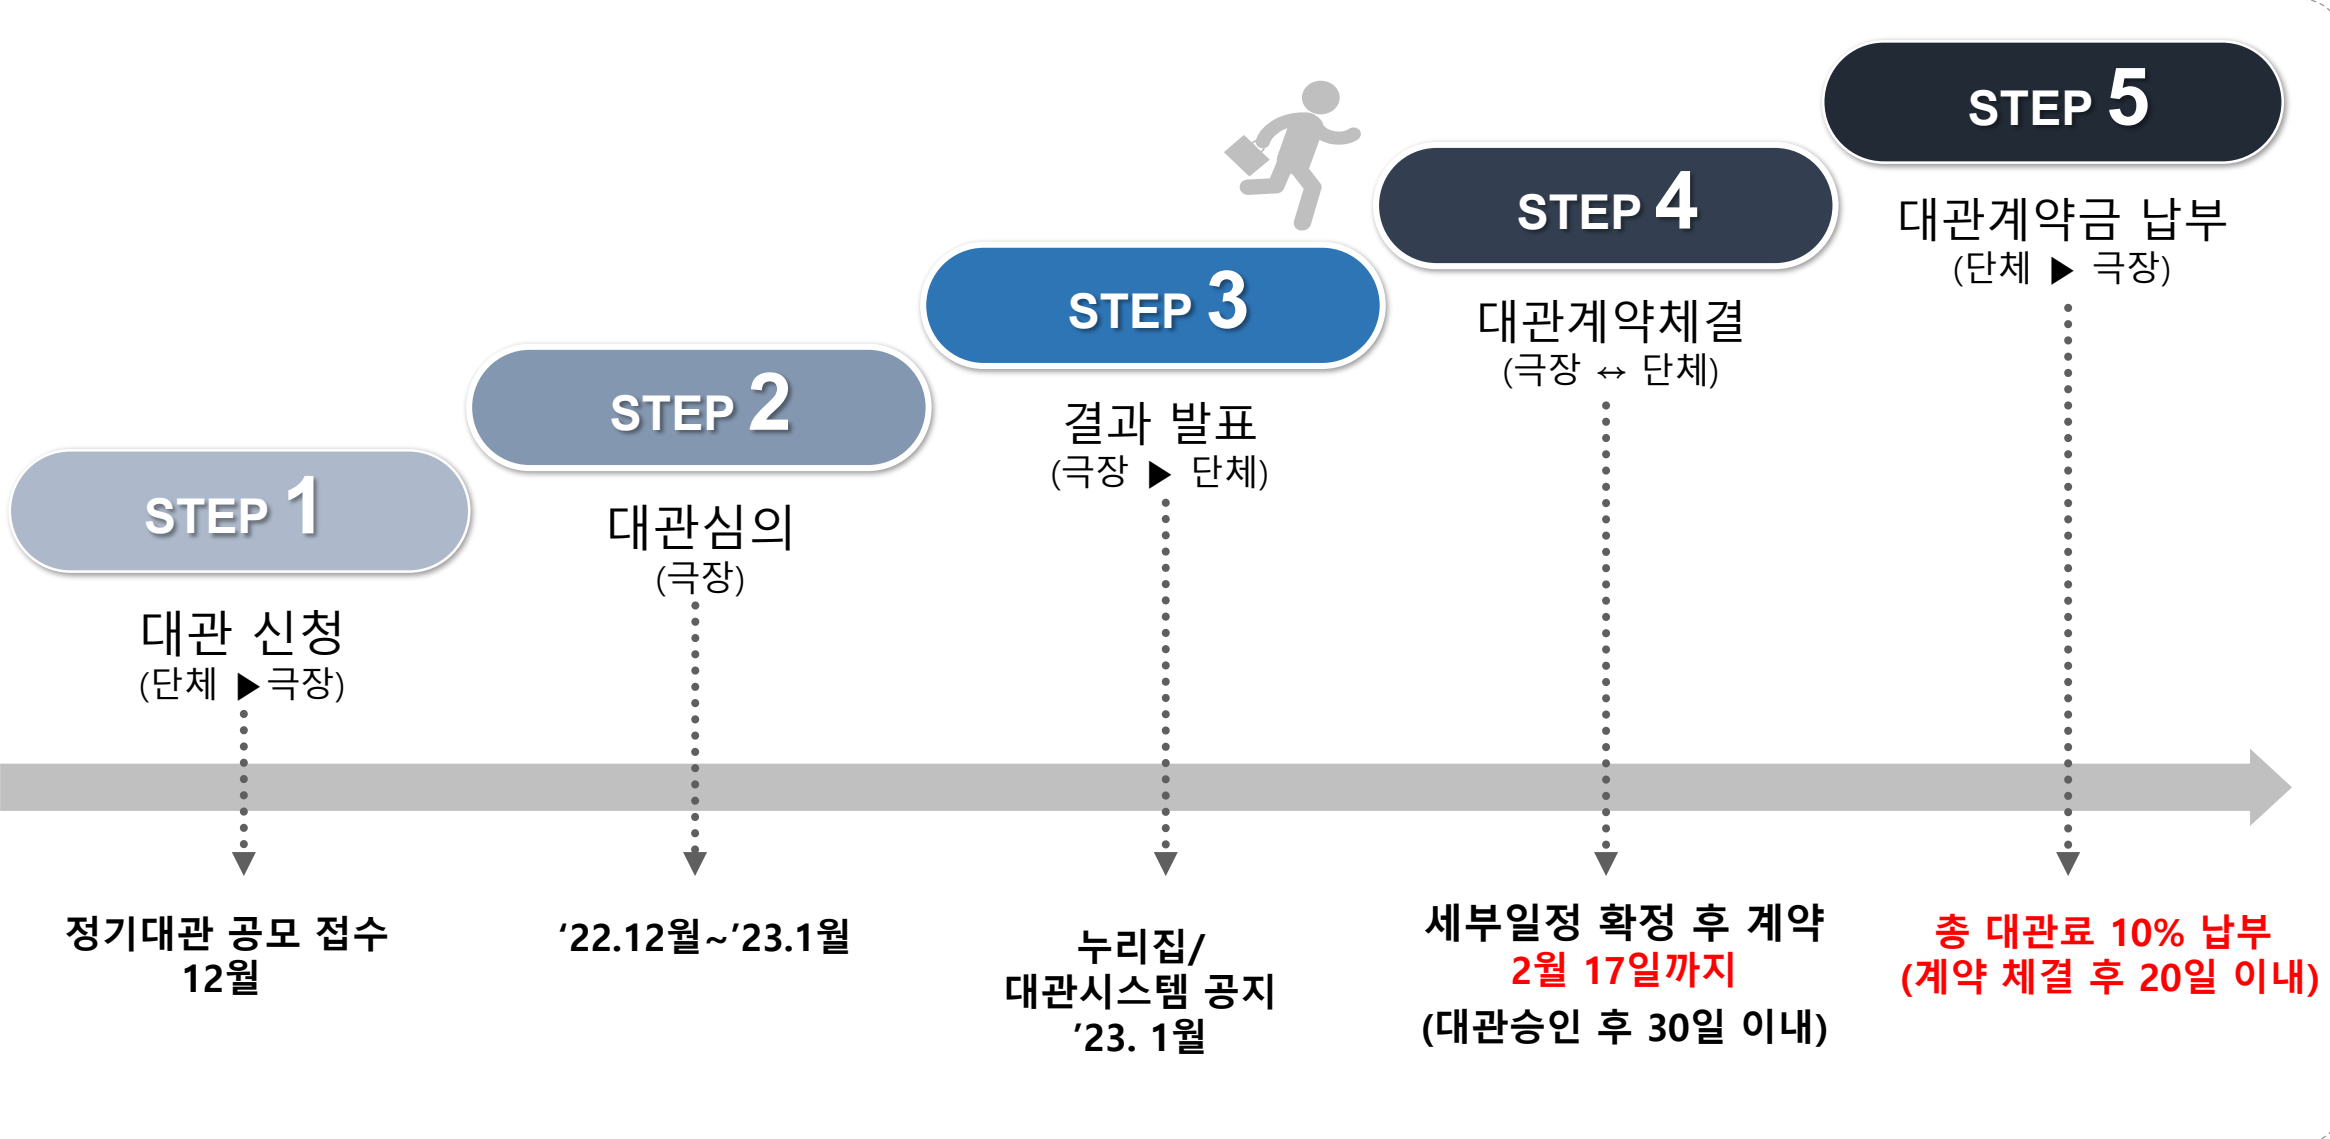 STEP 1
대관 신청
(단체 ▶극장)
정기대관 공모 접수
12월
STEP 2
대관심의
(극장)
‘22.12월~’23.1월
STEP 3
결과 발표
(극장 ▶ 단체)
누리집/
대관시스템 공지
’23. 1월
STEP 4
대관계약체결
(극장 ↔ 단체)
세부일정 확정 후 계약
2월 17일까지
(대관승인 후 30일 이내)
STEP 5
대관계약금 납부
(단체 ▶ 극장)
총 대관료 10% 납부
(계약 체결 후 20일 이내)